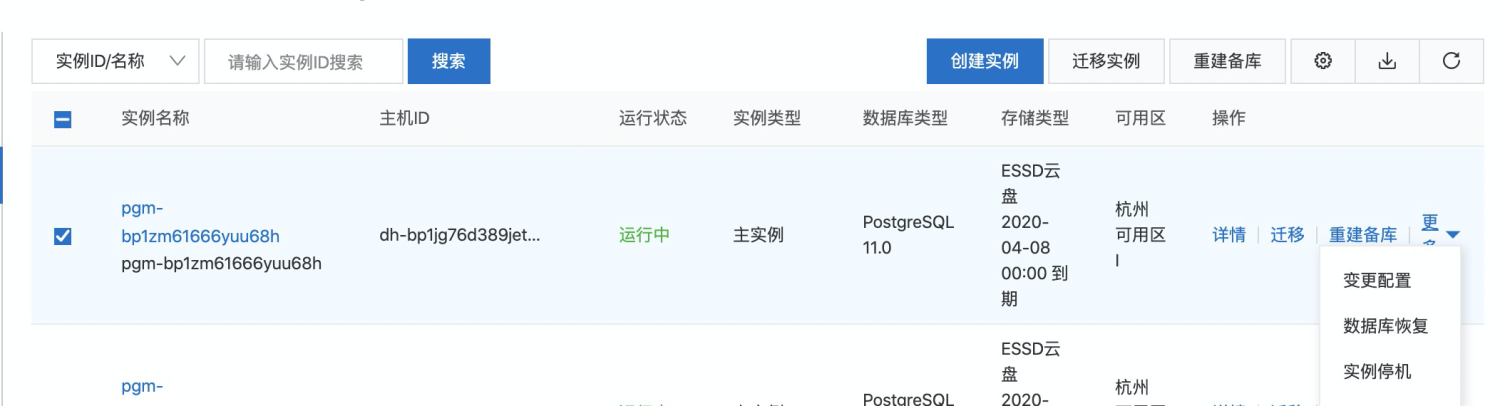 实例ID/名称 请输入实例ID搜索 搜索 创建实例 迁移实例 重建备库
实例名称 主机ID 运行状态 实例类型 数据库类型 存储类型 可用区 操作
pgm-
bp1zm61666yuu68h
pgm-bp1zm61666yuu68h
dh-bp1jg76d389jet...
运行中
主实例
PostgreSQL
11.0
ESSD云
盘
2020-
04-08
00:00 到
期
杭州
可用区
I
详情 迁移 重建备库 更
变更配置
数据库恢复
实例停机
pgm-
PostgreSQL
ESSD云
盘
2020-
杭州